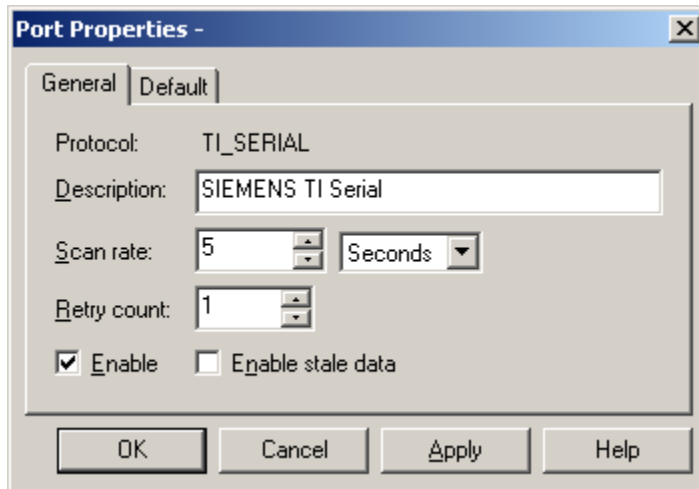 Port Properties -
General Default
Protocol: TI_SERIAL
Description: SIEMENS TI Serial
Scan rate: 5 Seconds
Retry count: 1
Enable Enable stale data
OK Cancel Apply Help